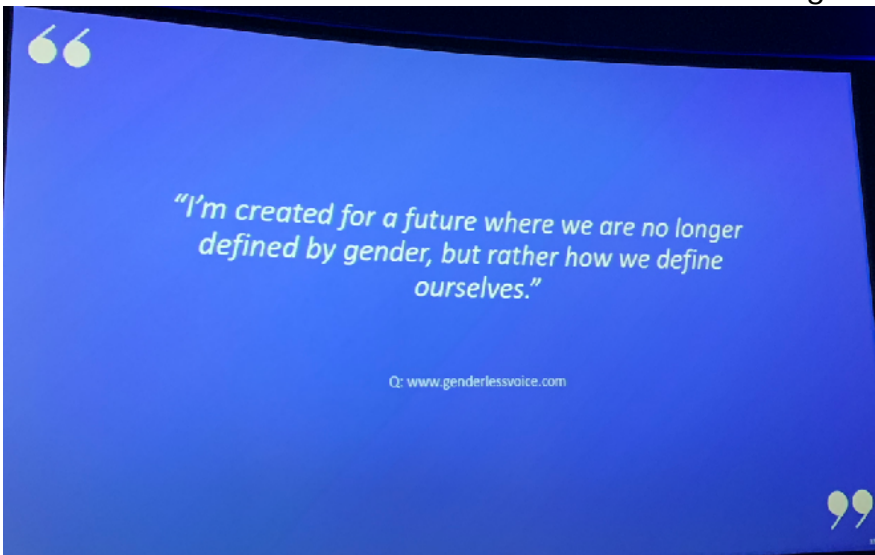 “
“I’m created for a future where we are no longer
defined by gender, but rather how we define
ourselves.”
Q: www.genderlessvoice.com
”